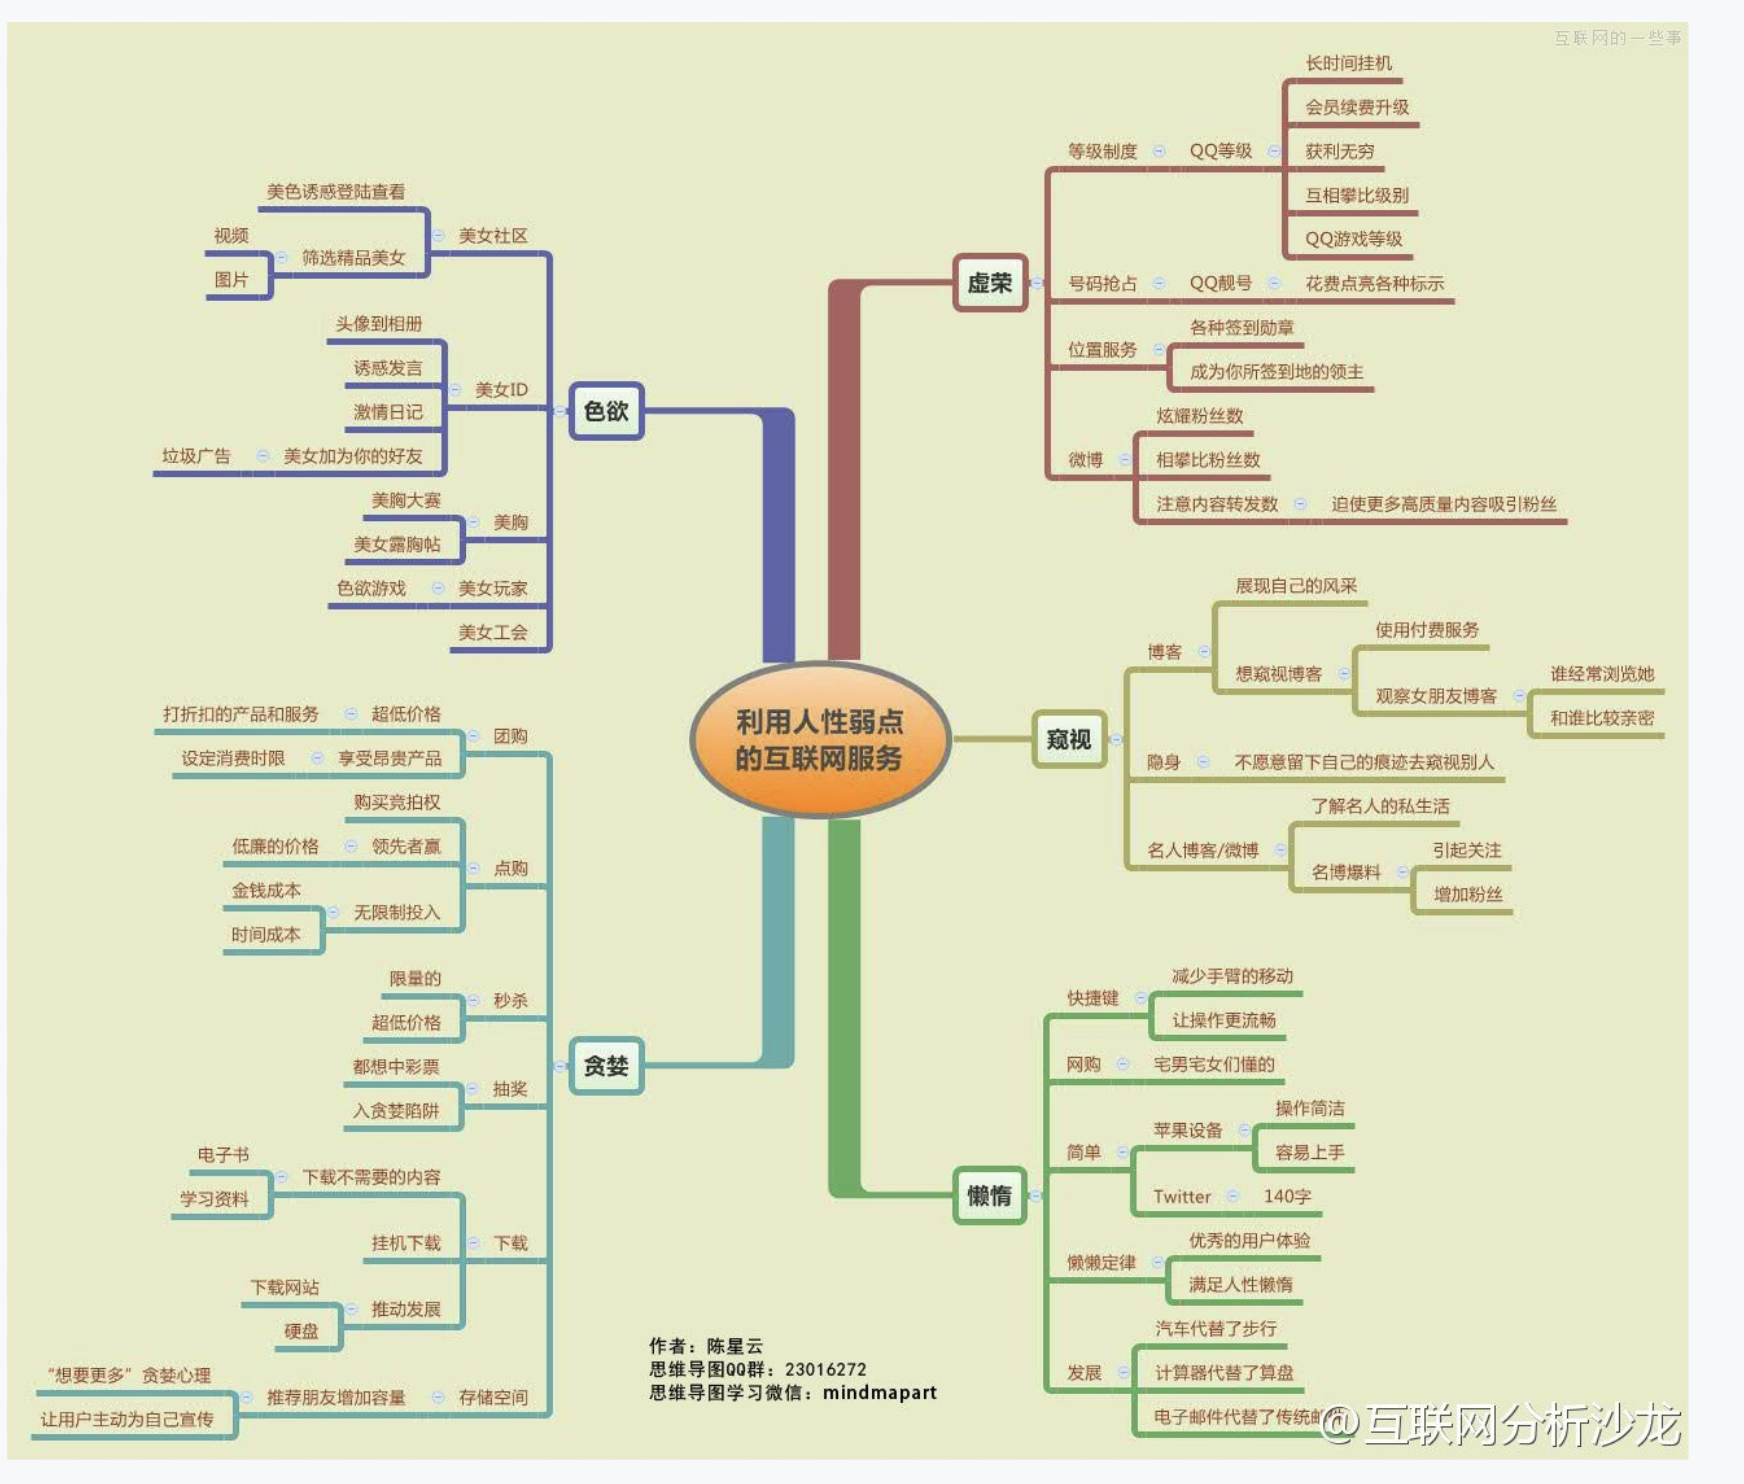 互联网的一些事
利用人性弱点
的互联网服务
虚荣
等级制度
QQ等级
长时间挂机
会员续费升级
获利无穷
互相攀比级别
QQ游戏等级
号码抢占
QQ靓号
花费点亮各种标示
位置服务
各种签到勋章
成为你所签到地的领主
微博
炫耀粉丝数
相攀比粉丝数
注意内容转发数
迫使更多高质量内容吸引粉丝
窥视
博客
展现自己的风采
想窥视博客
使用付费服务
观察女朋友博客
谁经常浏览她
和谁比较亲密
隐身
不愿意留下自己的痕迹去窥视别人
名人博客/微博
了解名人的私生活
名博爆料
引起关注
增加粉丝
懒惰
快捷键
减少手臂的移动
让操作更流畅
网购
宅男宅女们懂的
简单
苹果设备
操作简洁
容易上手
Twitter
140字
懒懒定律
优秀的用户体验
满足人性懒惰
发展
汽车代替了步行
计算器代替了算盘
电子邮件代替了传统邮
色欲
美女社区
美色诱惑登陆查看
筛选精品美女
视频
图片
美女ID
头像到相册
诱惑发言
激情日记
美女加为你的好友
垃圾广告
美胸
美胸大赛
美女露胸帖
美女玩家
色欲游戏
美女工会
贪婪
团购
超低价格
打折扣的产品和服务
享受昂贵产品
设定消费时限
点购
购买竞拍权
领先者赢
低廉的价格
无限制投入
金钱成本
时间成本
秒杀
限量的
超低价格
抽奖
都想中彩票
入贪婪陷阱
下载
下载不需要的内容
电子书
学习资料
挂机下载
推动发展
下载网站
硬盘
存储空间
推荐朋友增加容量
“想要更多”贪婪心理
让用户主动为自己宣传
作者：陈星云
思维导图QQ群：23016272
思维导图学习微信：mindmapart
@互联网分析沙龙